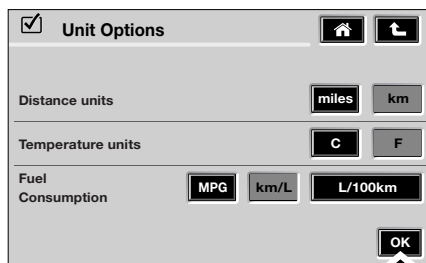 Unit Options
Distance units miles km
Temperature units C F
Fuel
Consumption MPG km/L L/100km
OK